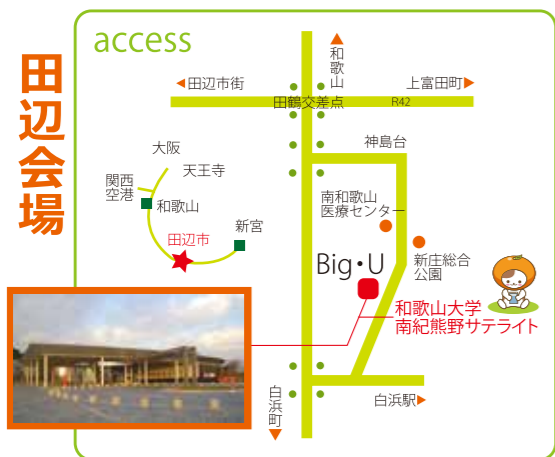 access
田辺会場
和歌山
田辺市街
上富田町
田鶴交差点
R42
神島台
大阪
天王寺
関西
空港
和歌山
新宮
田辺市
南和歌山
医療センター
新庄総合
公園
Big・U
和歌山大学
南紀熊野サテライト
白浜町
白浜駅